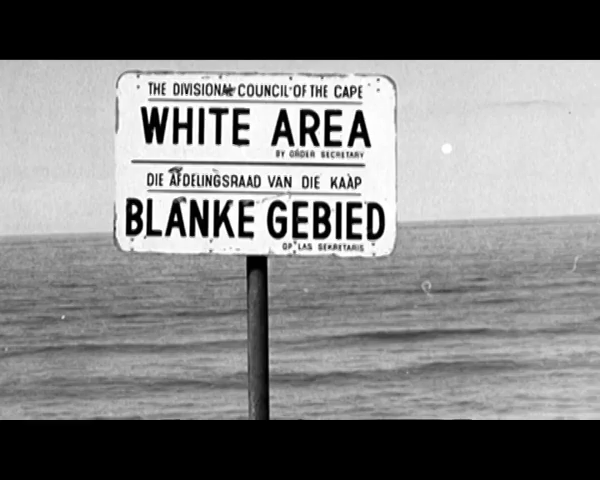 THE DIVISIONAL COUNCIL OF THE CAPE
WHITE AREA
BY ORDER SECRETARY
DIE AFDELINGSRAAD VAN DIE KAAP
BLANKE GEBIED
OP LAS SEKRETARIS